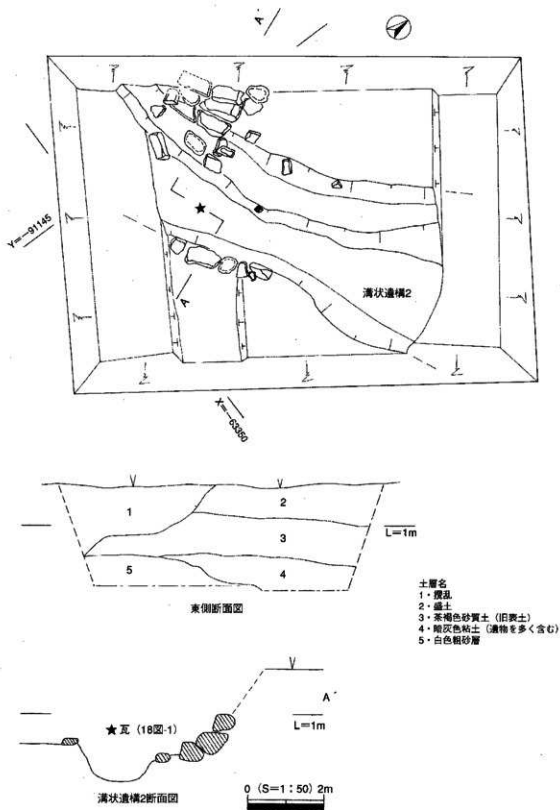 A'
Y=-91145
★
A
溝状遺構2
X=-63350
1
2
3
5
4
L=1m
東側断面図
土層名
1・攪乱
2・盛土
3・茶褐色砂質土（旧表土）
4・暗灰色粘土（遺物を多く含む）
5・白色粗砂層
★瓦（18図-1）
A'
L=1m
溝状遺構2断面図
0 (S=1:50) 2m